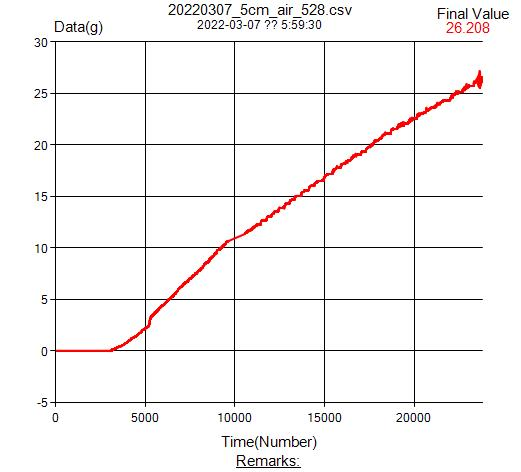 20220307_5cm_air_528.csv
2022-03-07 ?? 5:59:30
Final Value
26.208
Data(g)
30
25
20
15
10
5
0
-5
0 5000 10000 15000 20000
Time(Number)
Remarks: